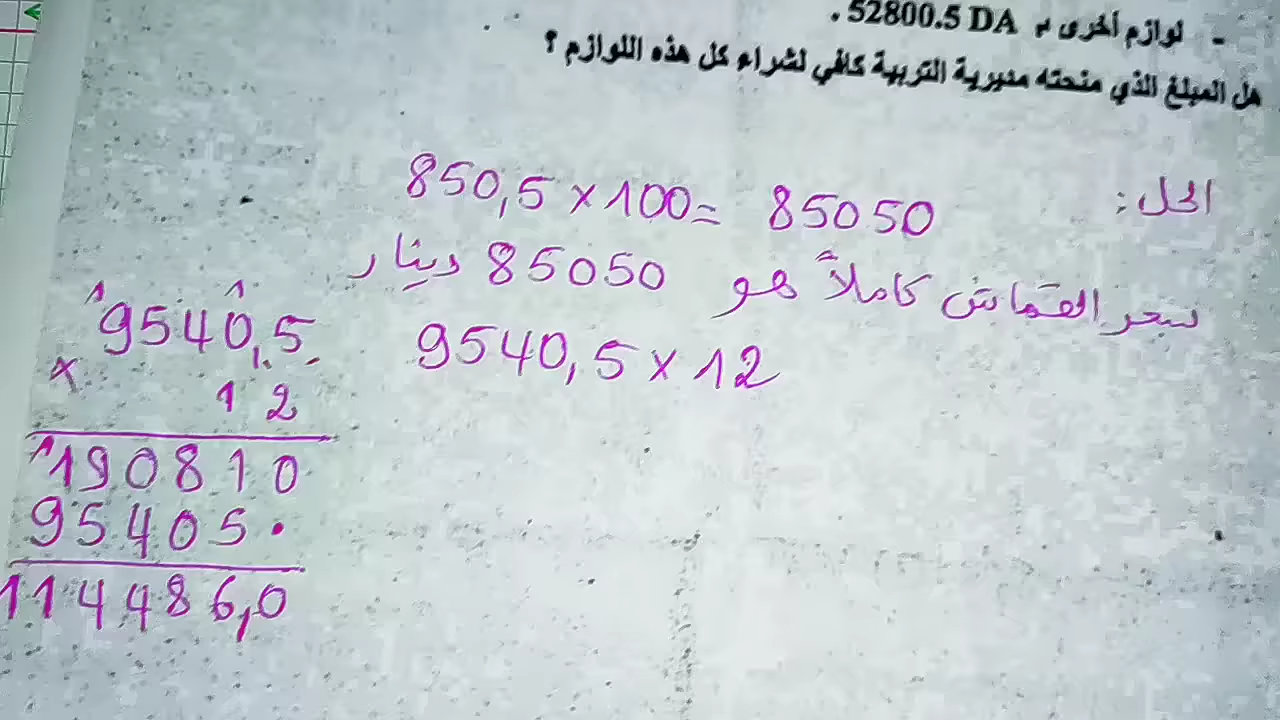 - لوازم أخرى بـ 52800.5 DA .
هل المبلغ الذي منحته مديرية التربية كافي لشراء كل هذه اللوازم ؟
الحل:
850,5 × 100 = 85050
سعر القماش كاملاً هو 85050 دينار
9540,5 × 12
9540,5
×
12
190810
95405•
114486,0